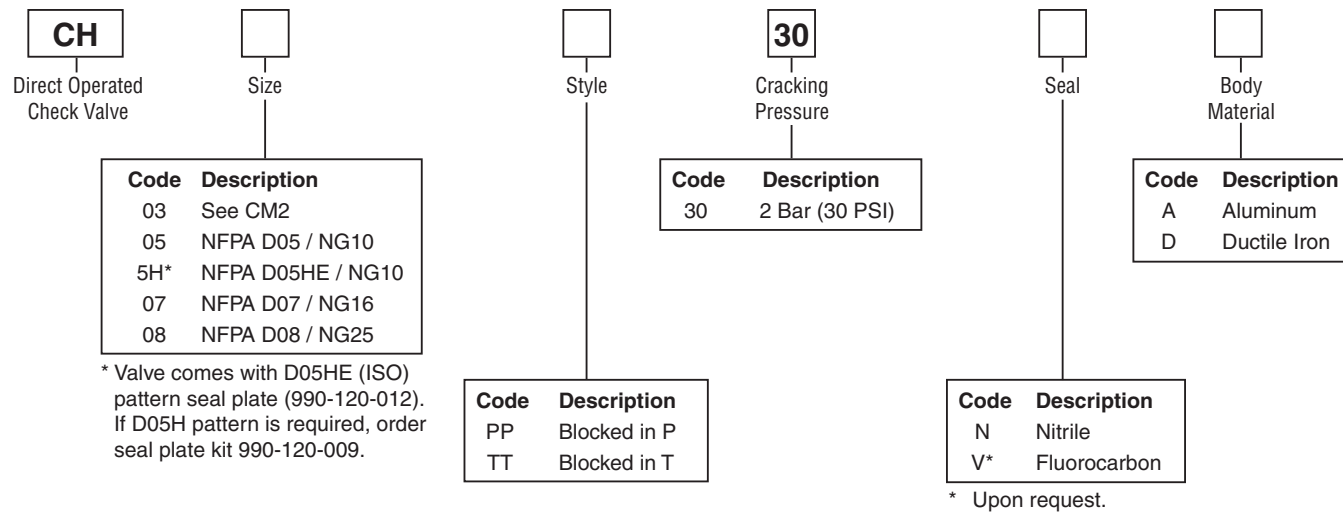 CH
30
Direct Operated
Check Valve
Size
Style
Cracking
Pressure
Seal
Body
Material
Code Description
03 See CM2
05 NFPA D05 / NG10
5H* NFPA D05HE / NG10
07 NFPA D07 / NG16
08 NFPA D08 / NG25
* Valve comes with D05HE (ISO)
pattern seal plate (990-120-012).
If D05H pattern is required, order
seal plate kit 990-120-009.
Code Description
PP Blocked in P
TT Blocked in T
Code Description
30 2 Bar (30 PSI)
Code Description
N Nitrile
V* Fluorocarbon
* Upon request.
Code Description
A Aluminum
D Ductile Iron